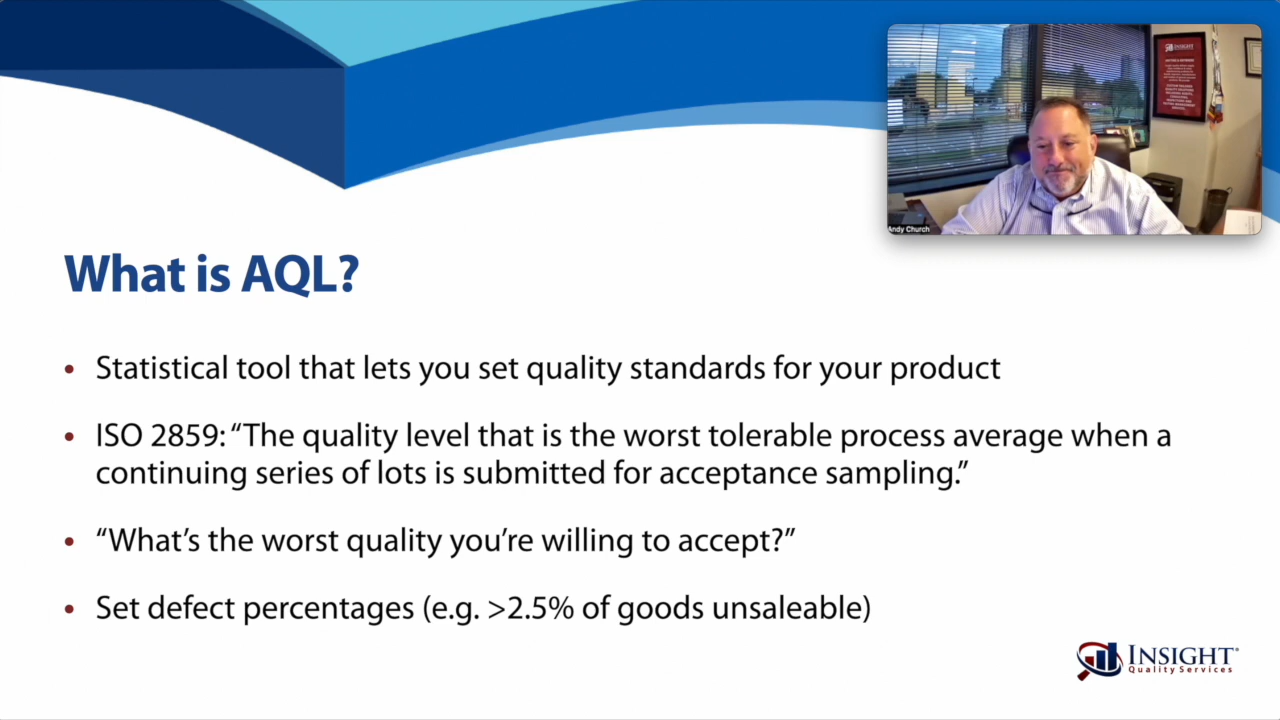 INSIGHT
Andy Church
What is AQL?
• Statistical tool that lets you set quality standards for your product
• ISO 2859: “The quality level that is the worst tolerable process average when a
continuing series of lots is submitted for acceptance sampling.”
• “What’s the worst quality you’re willing to accept?”
• Set defect percentages (e.g. >2.5% of goods unsaleable)
INSIGHT®
Quality Services